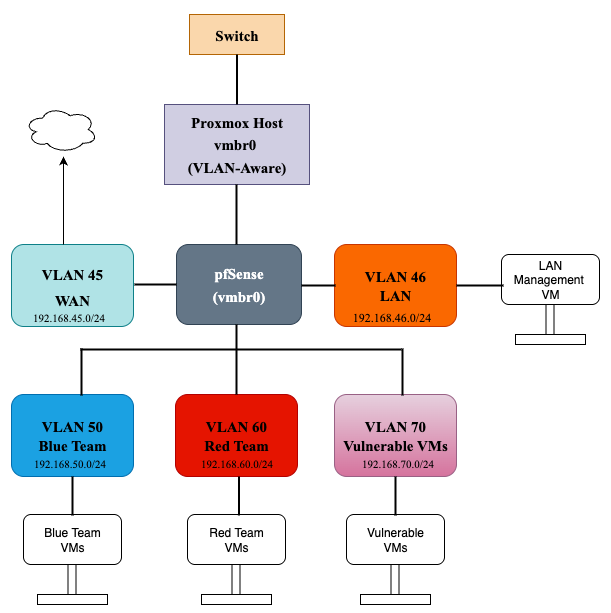 Switch
Proxmox Host
vmbr0
(VLAN-Aware)
VLAN 45
WAN
192.168.45.0/24
pfSense
(vmbr0)
VLAN 46
LAN
192.168.46.0/24
LAN
Management
VM
VLAN 50
Blue Team
192.168.50.0/24
VLAN 60
Red Team
192.168.60.0/24
VLAN 70
Vulnerable VMs
192.168.70.0/24
Blue Team
VMs
Red Team
VMs
Vulnerable
VMs